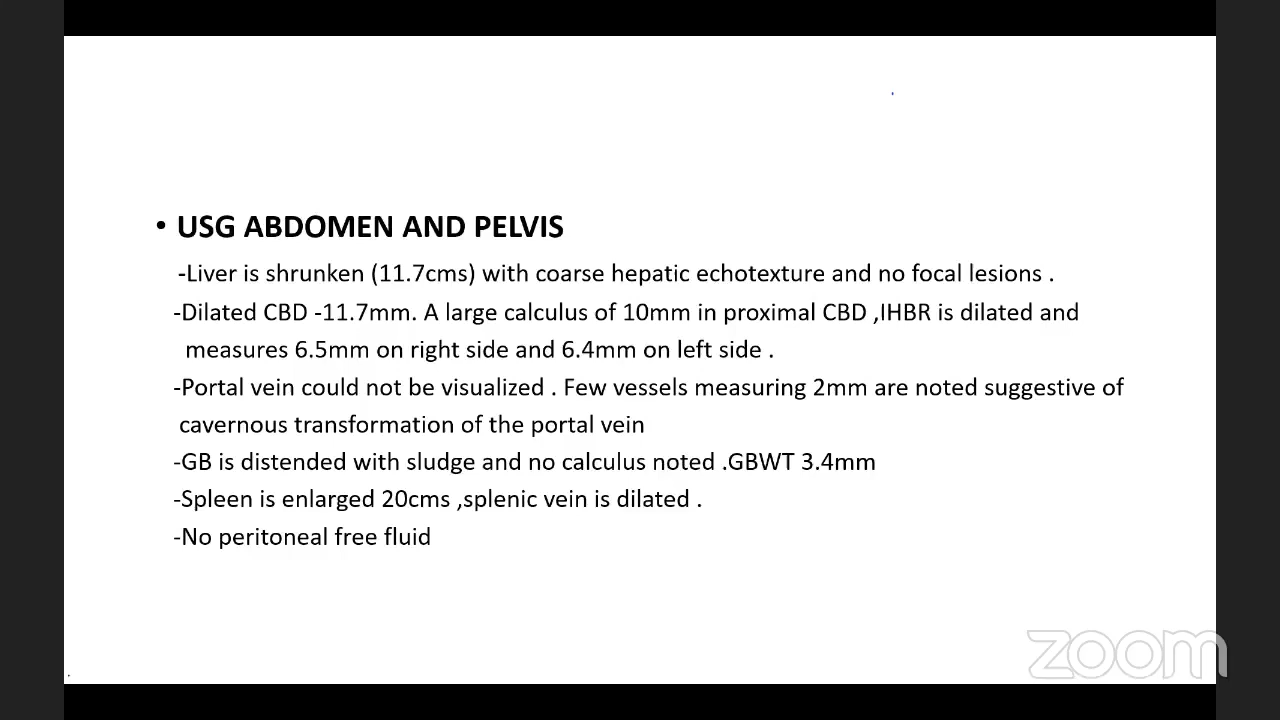 • USG ABDOMEN AND PELVIS
-Liver is shrunken (11.7cms) with coarse hepatic echotexture and no focal lesions .
-Dilated CBD -11.7mm. A large calculus of 10mm in proximal CBD ,IHBR is dilated and
measures 6.5mm on right side and 6.4mm on left side .
-Portal vein could not be visualized . Few vessels measuring 2mm are noted suggestive of
cavernous transformation of the portal vein
-GB is distended with sludge and no calculus noted .GBWT 3.4mm
-Spleen is enlarged 20cms ,splenic vein is dilated .
-No peritoneal free fluid
zoom